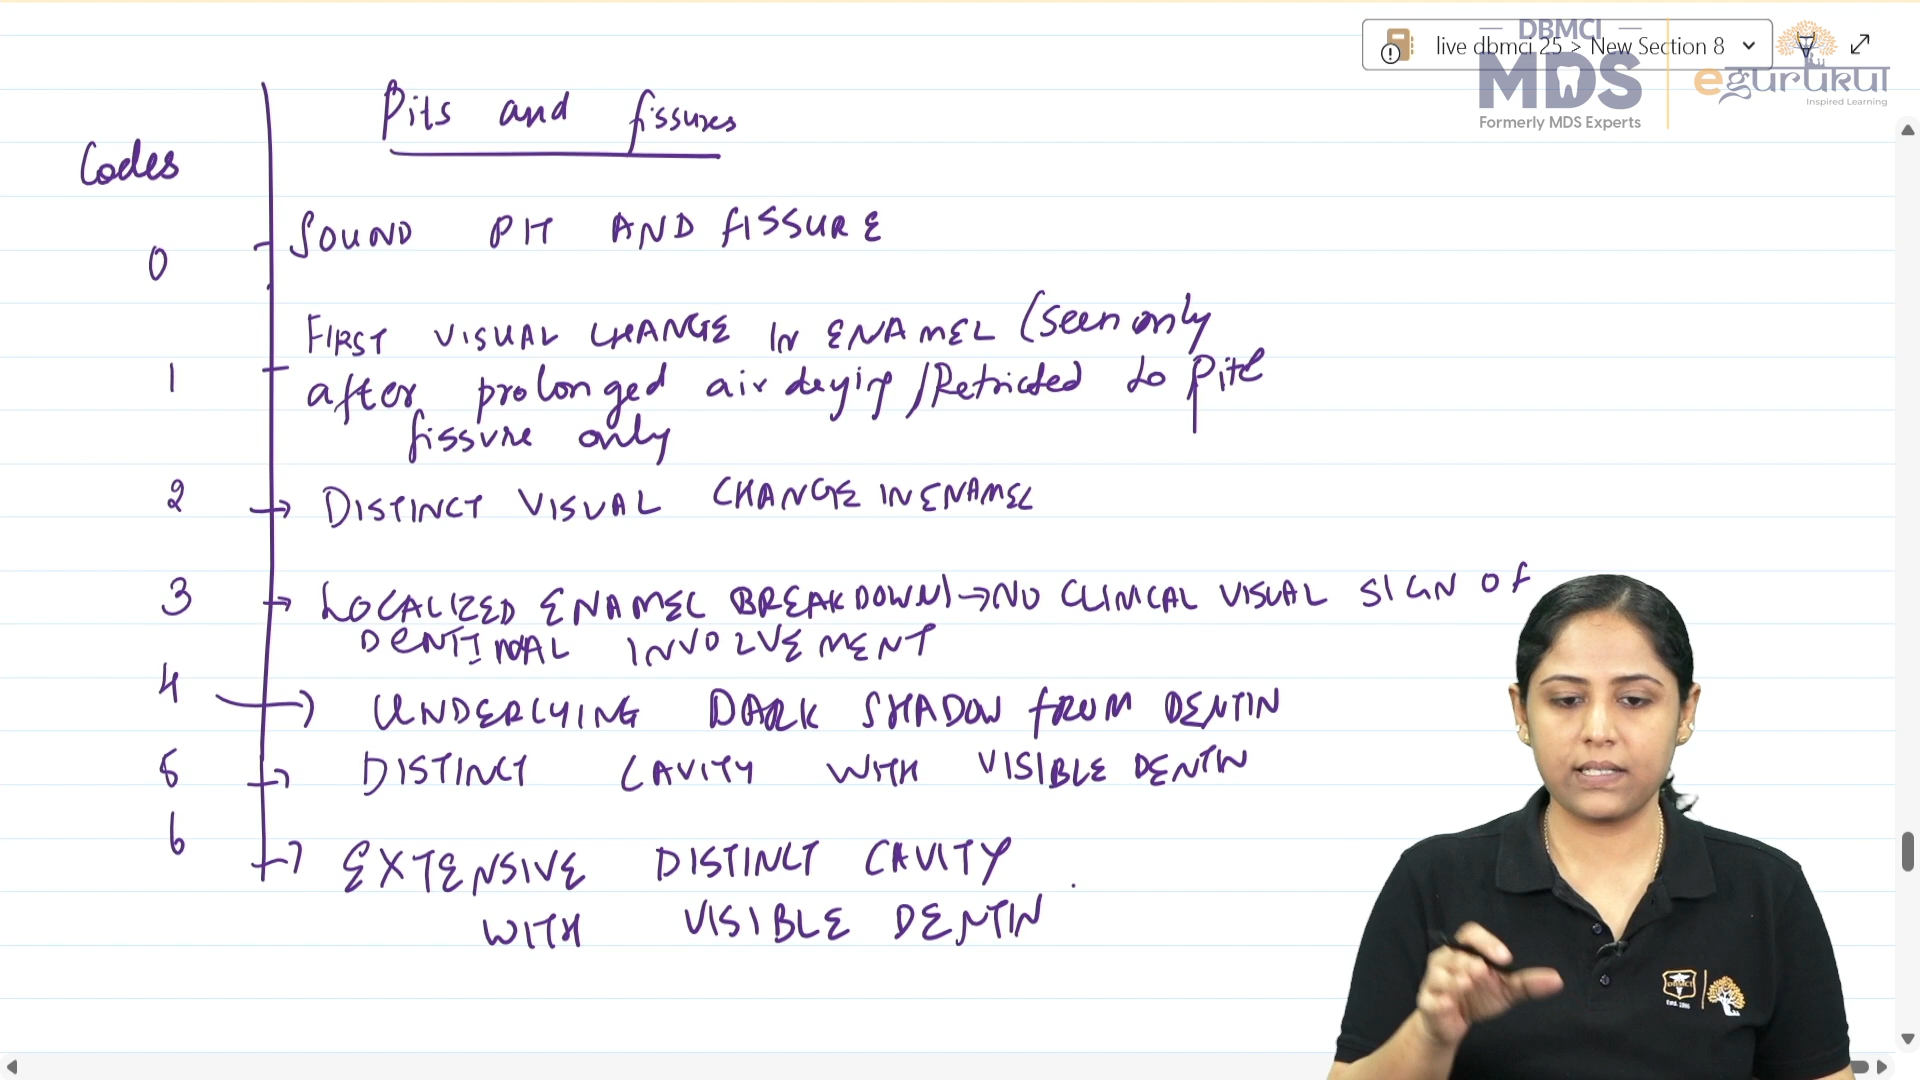 live dbmci 25 > New Section 8
DBMCI
MDS
Formerly MDS Experts
eGurukul
Inspired Learning
Pits and fissures
Codes
0 SOUND PIT AND FISSURE
1 FIRST VISUAL CHANGE IN ENAMEL (Seen only
after prolonged air drying / Retricted to Pit &
fissure only
2 → DISTINCT VISUAL CHANGE IN ENAMEL
3 → LOCALIZED ENAMEL BREAKDOWN → NO CLINICAL VISUAL SIGN OF
DENTINAL INVOLVEMENT
4 → UNDERLYING DARK SHADOW FROM DENTIN
5 → DISTINCT CAVITY WITH VISIBLE DENTIN
6 → EXTENSIVE DISTINCT CAVITY
WITH VISIBLE DENTIN
DBMCI